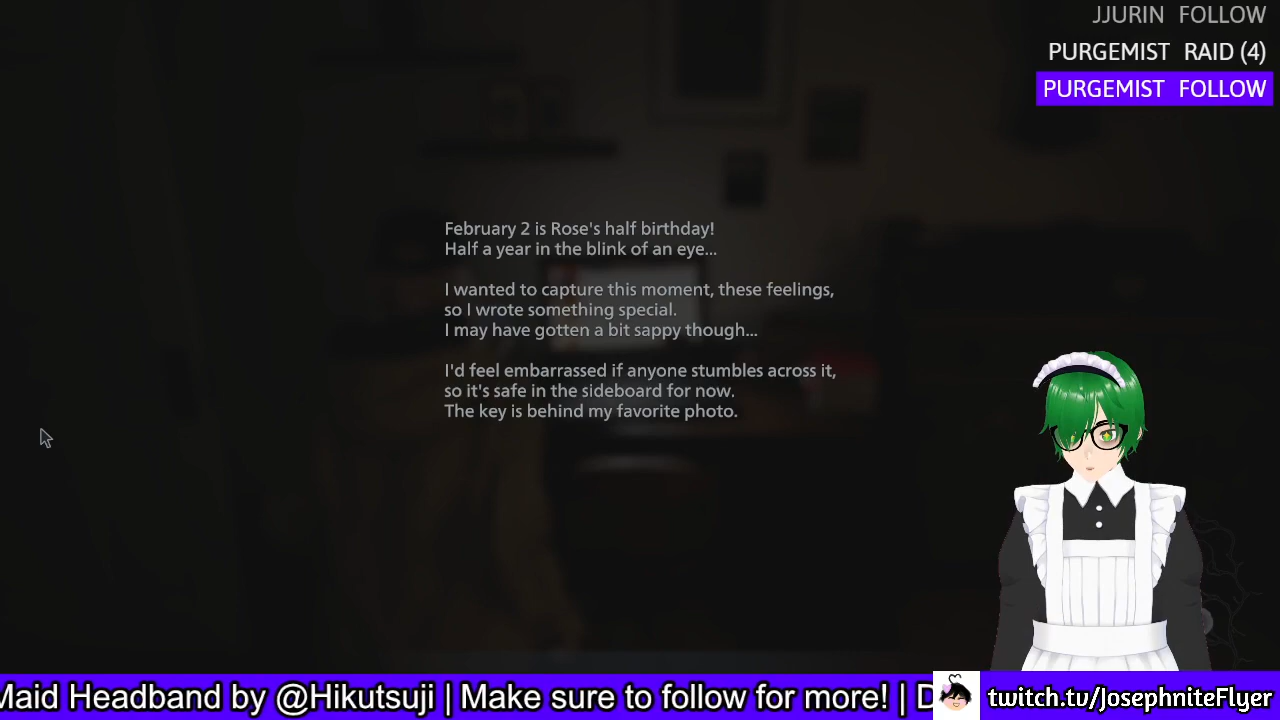 JJURIN FOLLOW
PURGEMIST RAID (4)
PURGEMIST FOLLOW
February 2 is Rose's half birthday!
Half a year in the blink of an eye...
I wanted to capture this moment, these feelings,
so I wrote something special.
I may have gotten a bit sappy though...
I'd feel embarrassed if anyone stumbles across it,
so it's safe in the sideboard for now.
The key is behind my favorite photo.
Maid Headband by @Hikutsuji | Make sure to follow for more! | D
twitch.tv/JosephniteFlyer